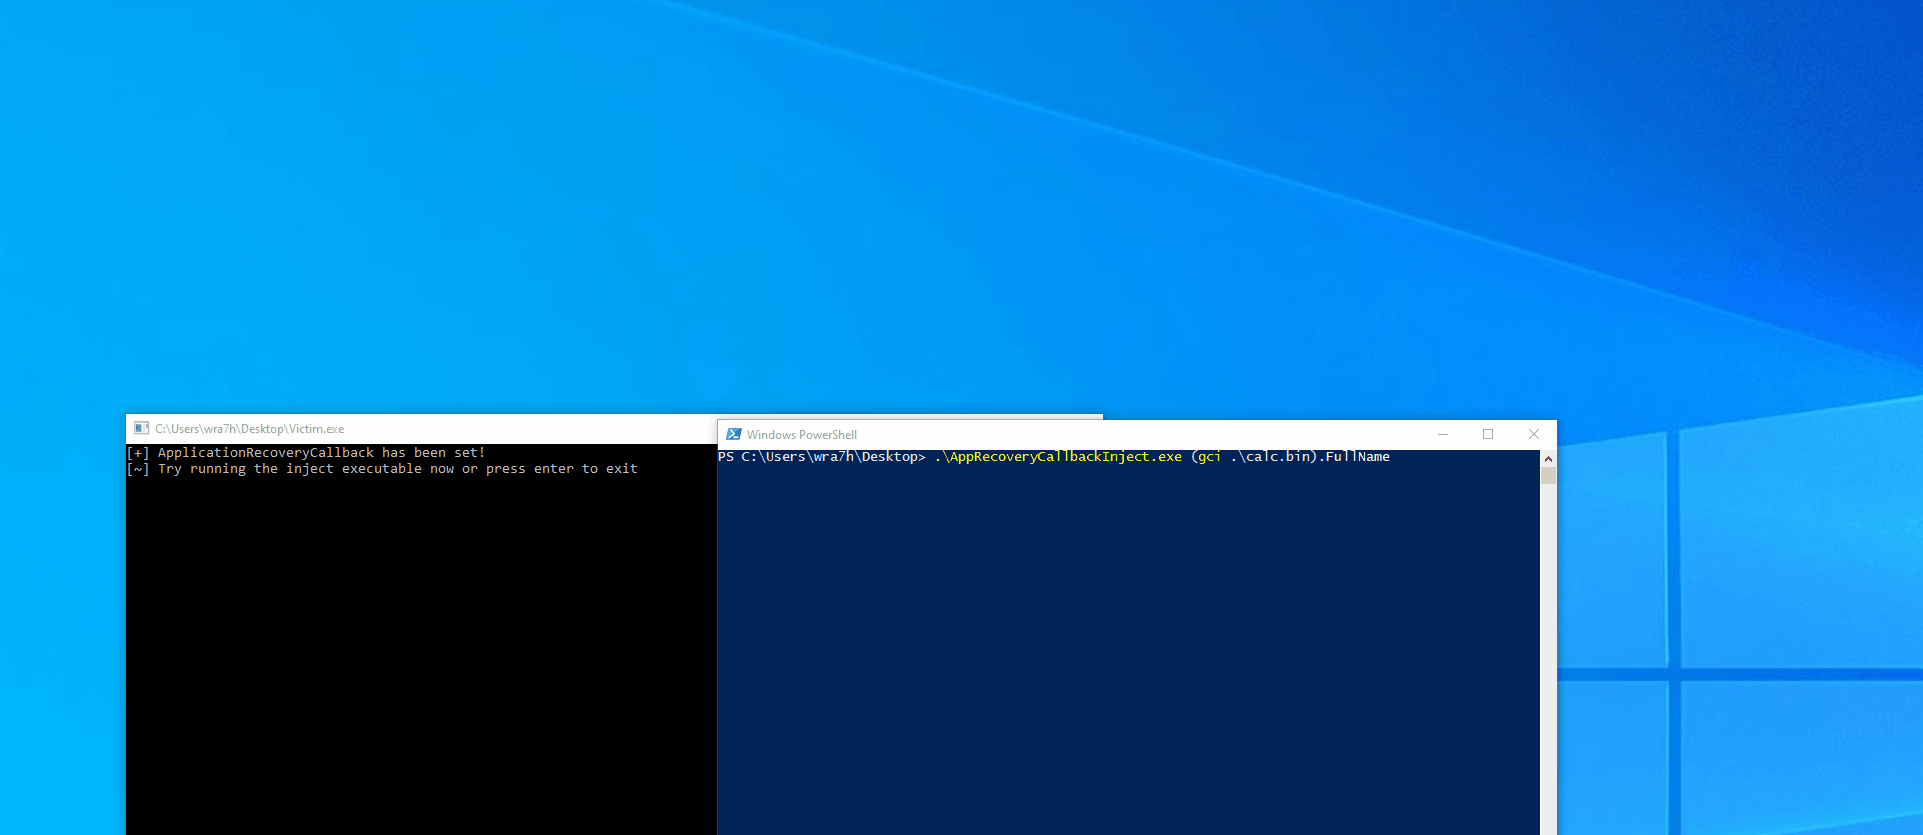 C:\Users\wra7h\Desktop\Victim.exe
[+] ApplicationRecoveryCallback has been set!
[~] Try running the inject executable now or press enter to exit
Windows PowerShell
PS C:\Users\wra7h\Desktop> .\AppRecoveryCallbackInject.exe (gci .\calc.bin).FullName